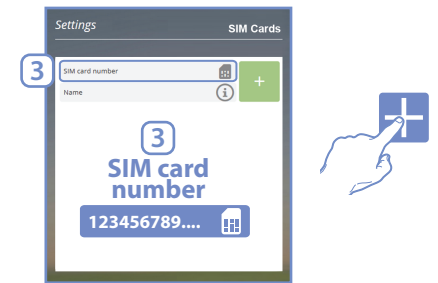 Settings
SIM Cards
3
SIM card number
+
Name
i
3
SIM card
number
123456789....